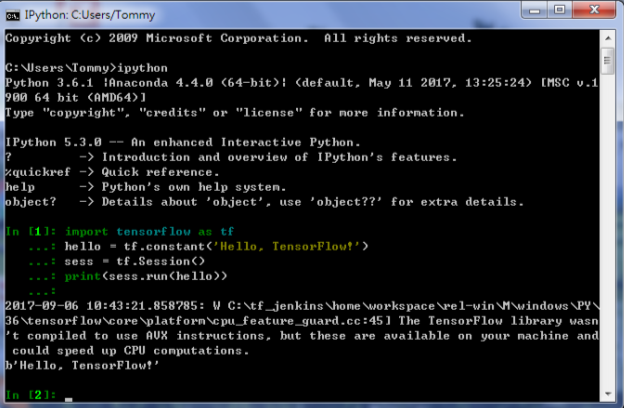 IPython: C:Users/Tommy
Copyright (c) 2009 Microsoft Corporation.  All rights reserved.
C:\Users\Tommy>ipython
Python 3.6.1 |Anaconda 4.4.0 (64-bit)| (default, May 11 2017, 13:25:24) [MSC v.1
900 64 bit (AMD64)]
Type "copyright", "credits" or "license" for more information.
IPython 5.3.0 -- An enhanced Interactive Python.
?         -> Introduction and overview of IPython's features.
%quickref -> Quick reference.
help      -> Python's own help system.
object?   -> Details about 'object', use 'object??' for extra details.
In [1]: import tensorflow as tf
   ...: hello = tf.constant('Hello, TensorFlow!')
   ...: sess = tf.Session()
   ...: print(sess.run(hello))
   ...:
2017-09-06 10:43:21.858785: W C:\tf_jenkins\home\workspace\rel-win\M\windows\PY\
36\tensorflow\core\platform\cpu_feature_guard.cc:45] The TensorFlow library wasn
't compiled to use AVX instructions, but these are available on your machine and
 could speed up CPU computations.
b'Hello, TensorFlow!'
In [2]: